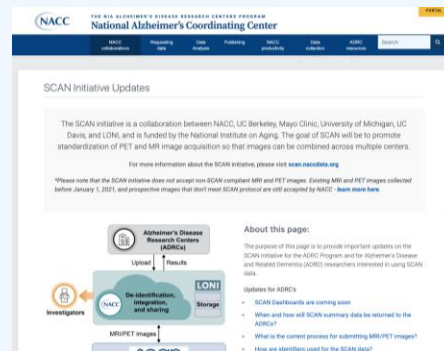 PORTAL
NACC
THE NIA ALZHEIMER'S DISEASE RESEARCH CENTERS PROGRAM
National Alzheimer's Coordinating Center
NACC collaborations
Requesting data
Data Analysis
Publishing
NACC productivity
Data collection
ADRC resources
Search
SCAN Initiative Updates
The SCAN initiative is a collaboration between NACC, UC Berkeley, Mayo Clinic, University of Michigan, UC
Davis, and LONI, and is funded by the National Institute on Aging. The goal of SCAN will be to promote
standardization of PET and MR image acquisition so that images can be combined across multiple centers.
For more information about the SCAN initiative, please visit scan.naccdata.org
*Please note that the SCAN initiative does not accept non-SCAN compliant MRI and PET images. Existing MRI and PET images collected
before January 1, 2021, and prospective images that don't meet SCAN protocol are still accepted by NACC - learn more here.
Alzheimer's Disease
Research Centers
(ADRCs)
Upload
Results
Investigators
NACC
De-identification,
integration,
and sharing
LONI
Storage
MRI/PET Images
About this page:
The purpose of this page is to provide important updates on the
SCAN initiative for the ADRC Program and for Alzheimer's Disease
and Related Dementia (ADRD) researchers interested in using SCAN
data.
Updates for ADRC's
SCAN Dashboards are coming soon
When and how will SCAN summary data be returned to the
ADRCs?
What is the current process for submitting MRI/PET images?
How are identifiers used for the SCAN data?